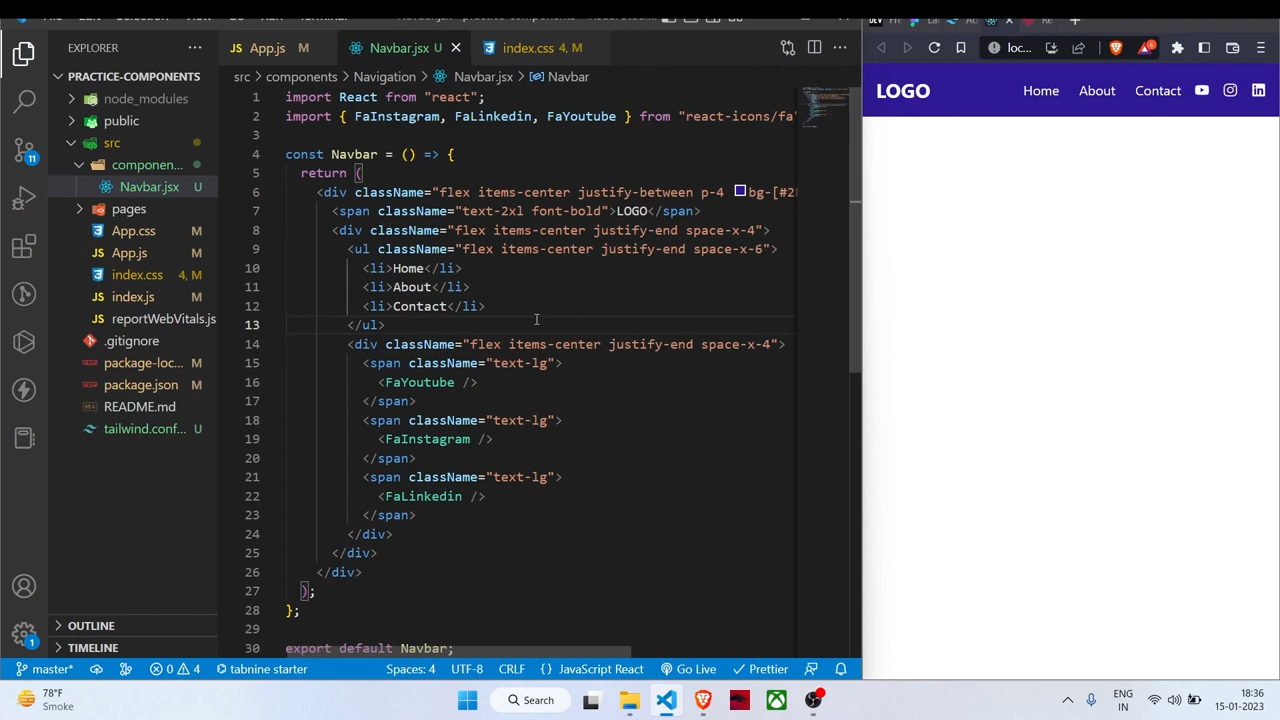 EXPLORER
PRACTICE-COMPONENTS
node_modules
public
src
componen...
Navbar.jsx U
pages
App.css
App.js
index.css 4, M
index.js
reportWebVitals.js
.gitignore
package-loc... M
package.json M
README.md
tailwind.conf... U
OUTLINE
TIMELINE
11
1
App.js M
Navbar.jsx U
index.css 4, M
src > components > Navigation > Navbar.jsx > Navbar
1 import React from "react";
2 import { FaInstagram, FaLinkedin, FaYoutube } from "react-icons/fa"
3
4 const Navbar = () => {
5 return (
6 <div className="flex items-center justify-between p-4 bg-[#2
7 <span className="text-2xl font-bold">LOGO</span>
8 <div className="flex items-center justify-end space-x-4">
9 <ul className="flex items-center justify-end space-x-6">
10 <li>Home</li>
11 <li>About</li>
12 <li>Contact</li>
13 </ul>
14 <div className="flex items-center justify-end space-x-4">
15 <span className="text-lg">
16 <FaYoutube />
17 </span>
18 <span className="text-lg">
19 <FaInstagram />
20 </span>
21 <span className="text-lg">
22 <FaLinkedin />
23 </span>
24 </div>
25 </div>
26 </div>
27 );
28 };
29
30 export default Navbar;
loc...
6
LOGO
Home About Contact
master* 0 4 tabnine starter Spaces: 4 UTF-8 CRLF {} JavaScript React Go Live Prettier
78°F
Smoke
Search
ENG
IN
18:36
15-01-2023